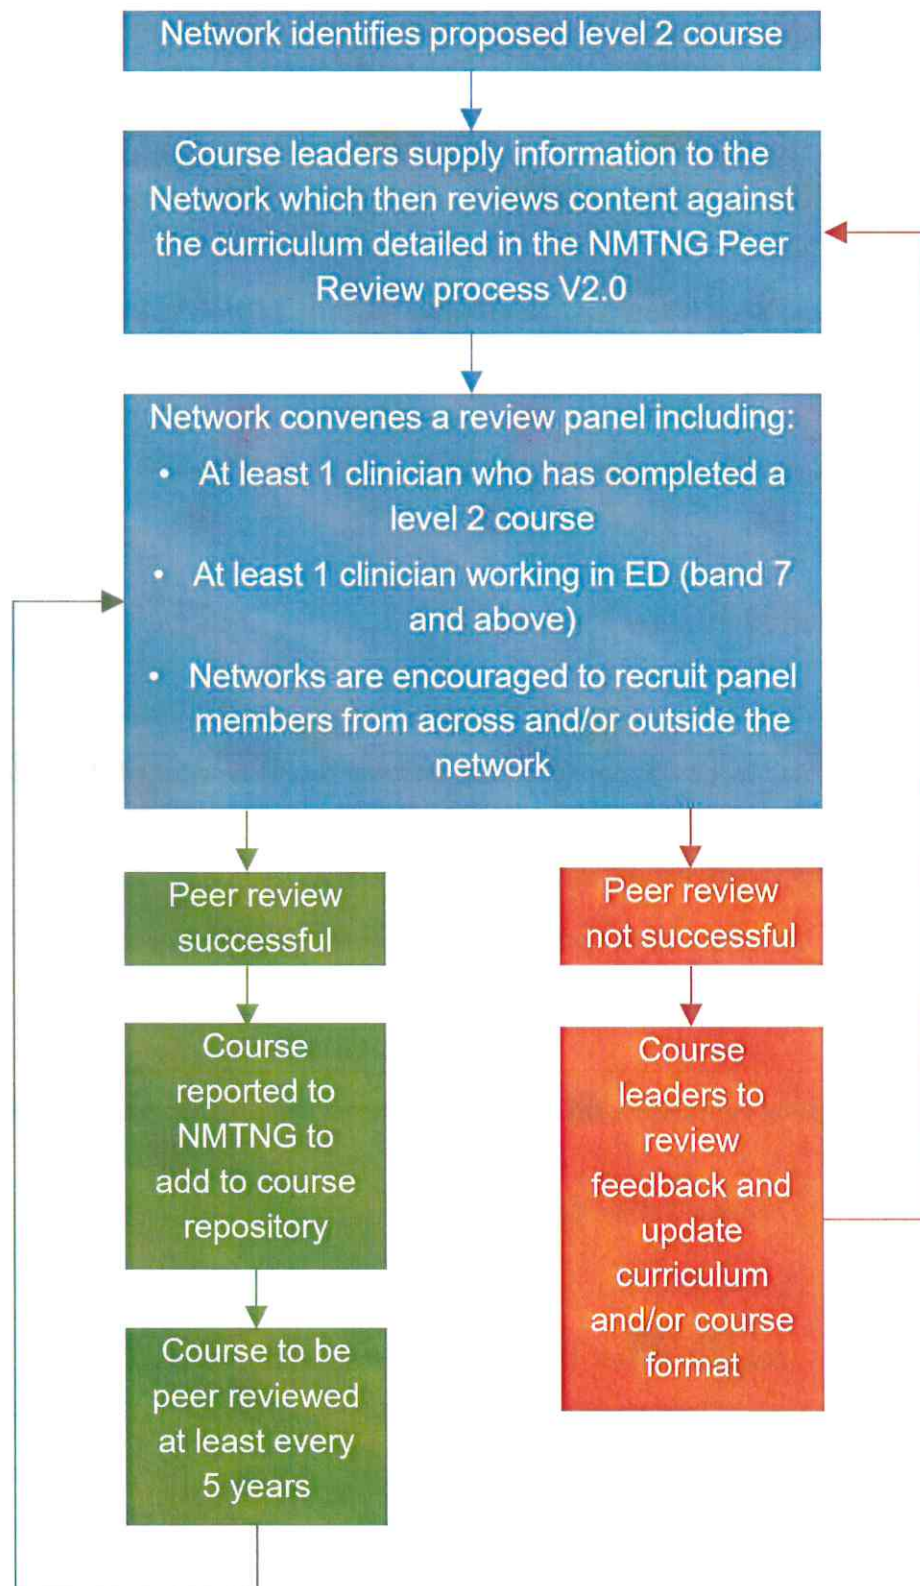 Network identifies proposed level 2 course
Course leaders supply information to the
Network which then reviews content against
the curriculum detailed in the NMTNG Peer
Review process V2.0
Network convenes a review panel including:
• At least 1 clinician who has completed a
level 2 course
• At least 1 clinician working in ED (band 7
and above)
• Networks are encouraged to recruit panel
members from across and/or outside the
network
Peer review
successful
Course
reported to
NMTNG to
add to course
repository
Course to be
peer reviewed
at least every
5 years
Peer review
not successful
Course
leaders to
review
feedback and
update
curriculum
and/or course
format